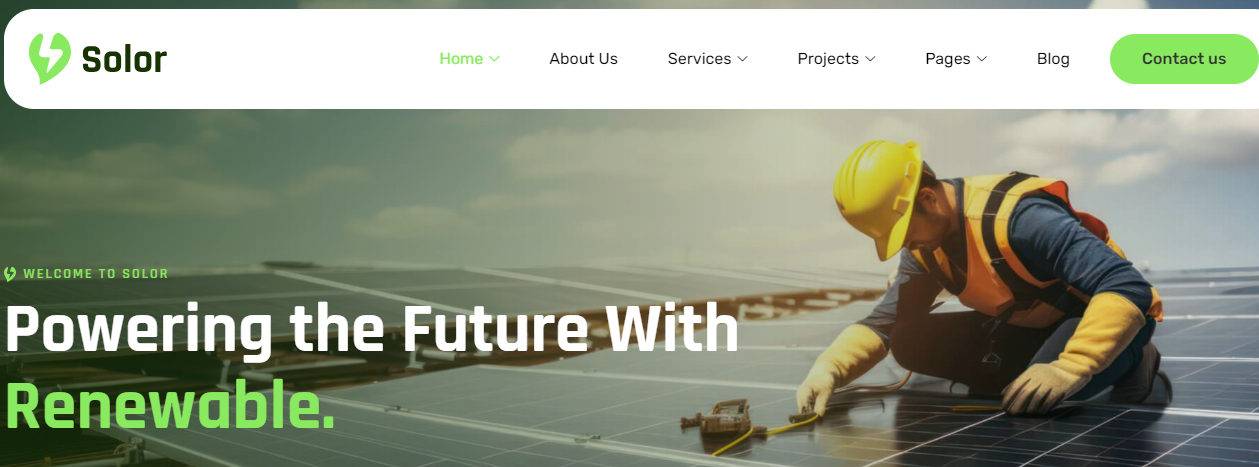 Solor
Home About Us Services Projects Pages Blog Contact us
WELCOME TO SOLOR
Powering the Future With
Renewable.